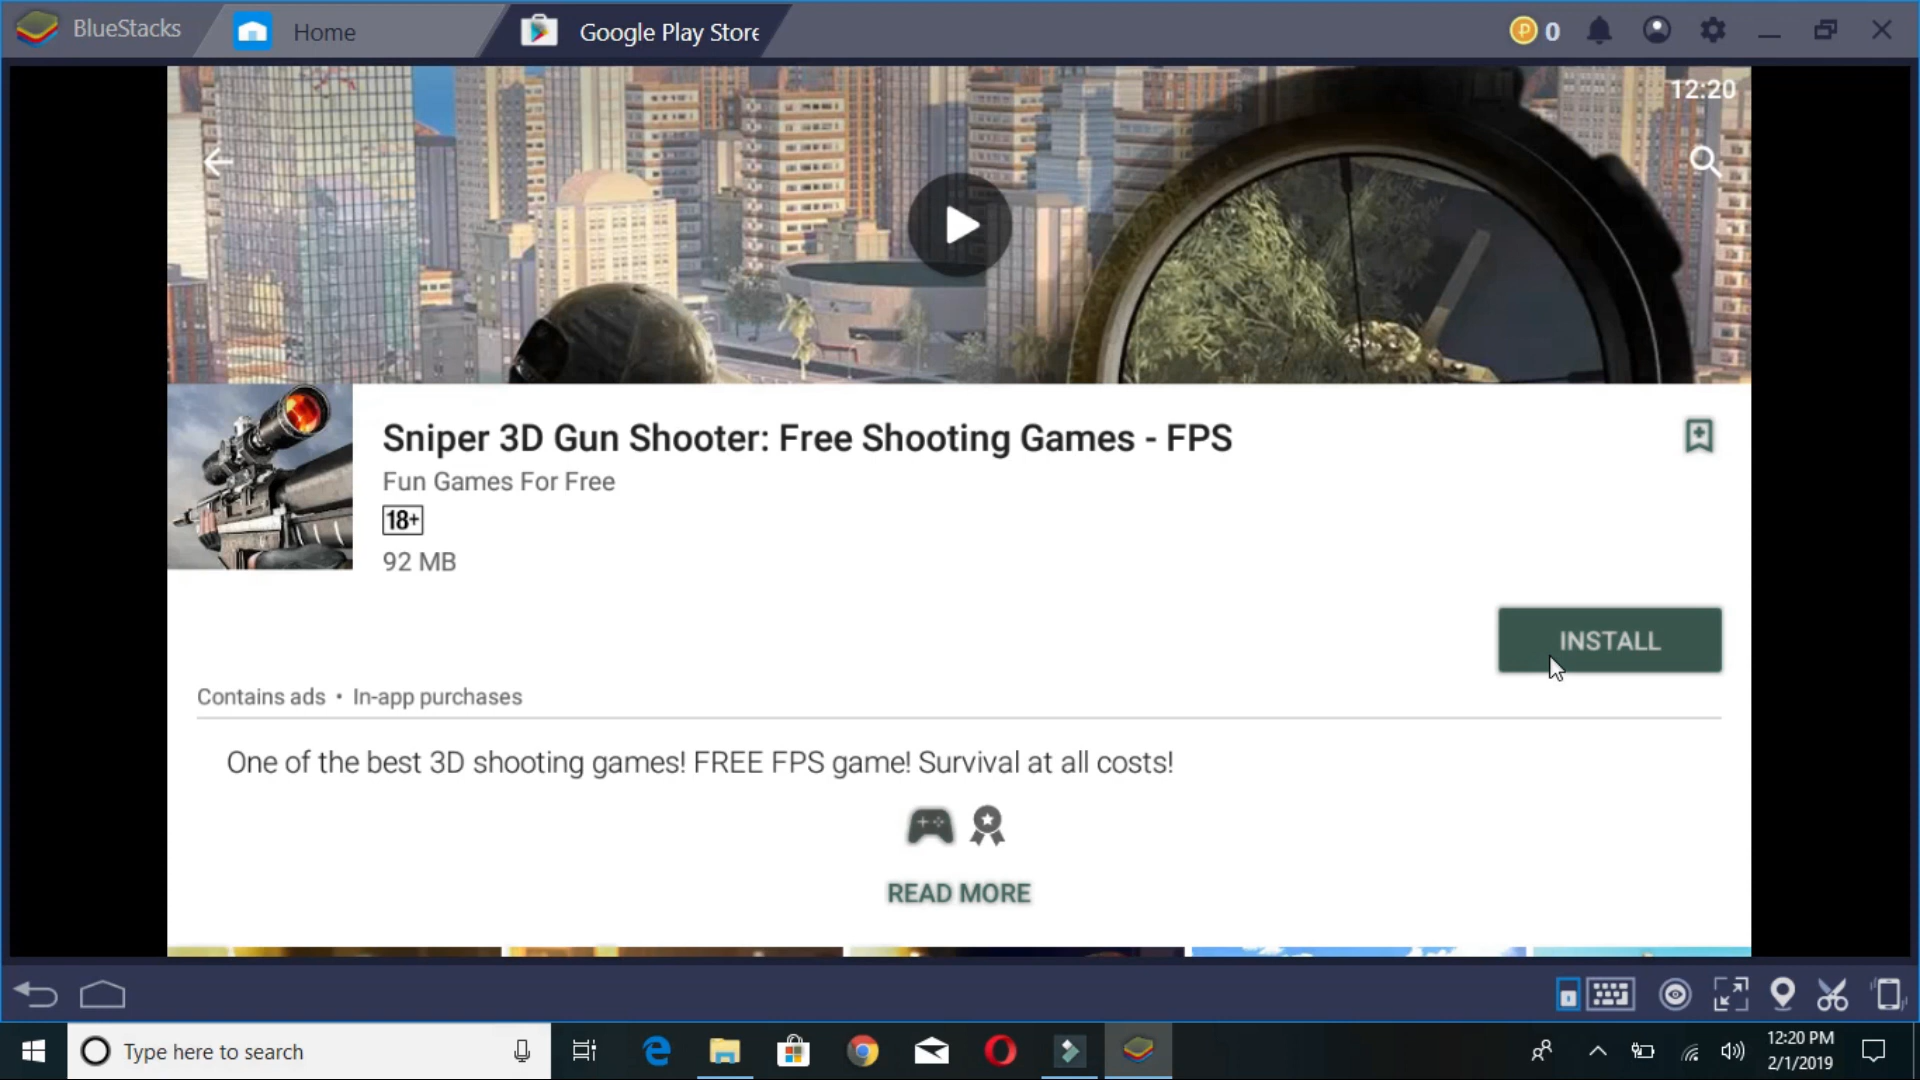 BlueStacks
Home
Google Play Store
0
12:20
Sniper 3D Gun Shooter: Free Shooting Games - FPS
Fun Games For Free
18+
92 MB
INSTALL
Contains ads • In-app purchases
One of the best 3D shooting games! FREE FPS game! Survival at all costs!
READ MORE
Type here to search
12:20 PM
2/1/2019